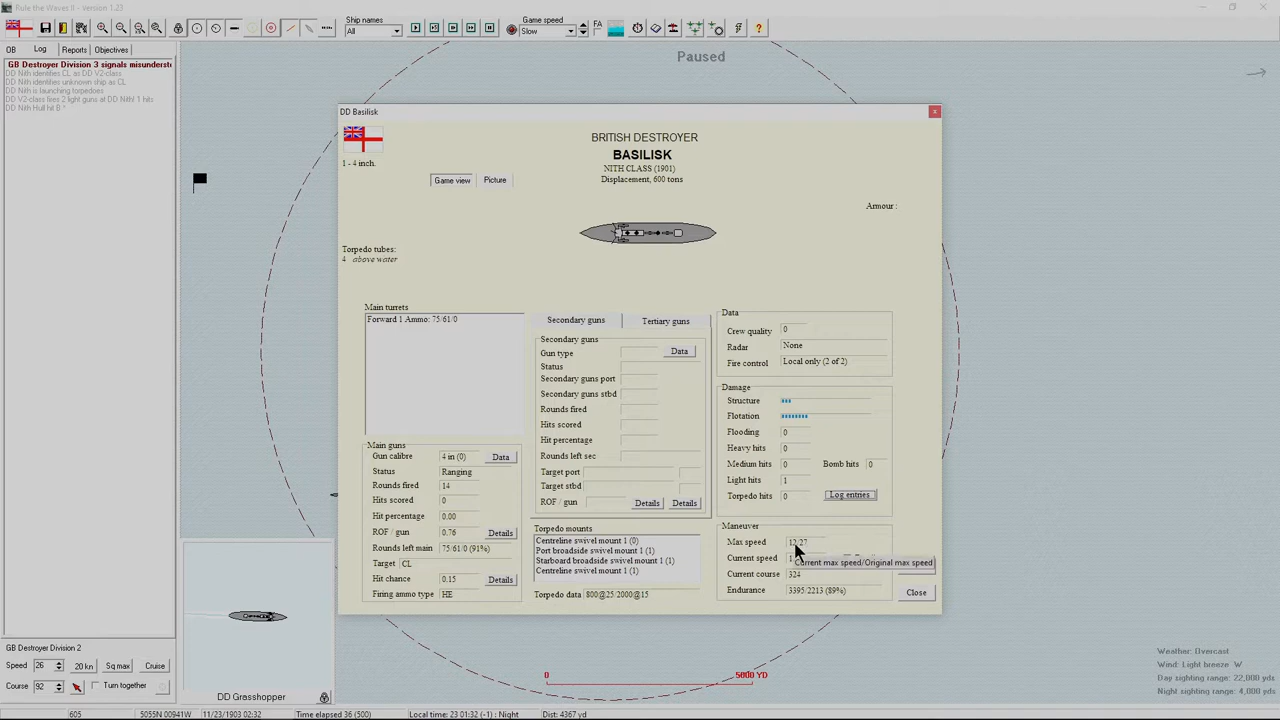 Rule the Waves II - Version 1.23
Ship names
All
Game speed
Slow
FA
OB
Log
Reports
Objectives
GB Destroyer Division 3 signals misunderst
DD Nith identifies CL as DD V2-class
DD Nith identifies unknown ship as CL
DD Nith is launching torpedoes
DD V2-class fires 2 light guns at DD Nith! 1 hits
DD Nith Hull hit B *
Paused
DD Basilisk
1 - 4 inch.
Game view
Picture
BRITISH DESTROYER
BASILISK
NITH CLASS (1901)
Displacement, 600 tons
Armour :
Torpedo tubes:
4 above water
Main turrets
Forward 1 Ammo: 75/61/0
Main guns
Gun calibre
4 in (0)
Data
Status
Ranging
Rounds fired
14
Hits scored
0
Hit percentage
0.00
ROF / gun
0.76
Details
Rounds left main
75/61/0 (91%)
Target
CL
Hit chance
0.15
Details
Firing ammo type
HE
Secondary guns
Tertiary guns
Secondary guns
Gun type
Data
Status
Secondary guns port
Secondary guns stbd
Rounds fired
Hits scored
Hit percentage
Rounds left sec
Target port
Target stbd
ROF / gun
Details
Details
Torpedo mounts
Centreline swivel mount 1 (0)
Port broadside swivel mount 1 (1)
Starboard broadside swivel mount 1 (1)
Centreline swivel mount 1 (1)
Torpedo data
800@25/2000@15
Data
Crew quality
0
Radar
None
Fire control
Local only (2 of 2)
Damage
Structure
Flotation
Flooding
0
Heavy hits
0
Medium hits
0
Bomb hits
0
Light hits
1
Torpedo hits
0
Log entries
Maneuver
Max speed
12/27
Current speed
Current max speed/Original max speed
Current course
324
Endurance
3395/2213 (89%)
Close
GB Destroyer Division 2
Speed
26
20 kn
Sq max
Cruise
Course
92
Turn together
DD Grasshopper
0
5000 YD
Weather: Overcast
Wind: Light breeze W
Day sighting range: 22,000 yds
Night sighting range: 4,000 yds
605
5055N 00941W
11/23/1903 02:32
Time elapsed 36 (500)
Local time: 23 01:32 (-1) : Night
Dist: 4367 yd